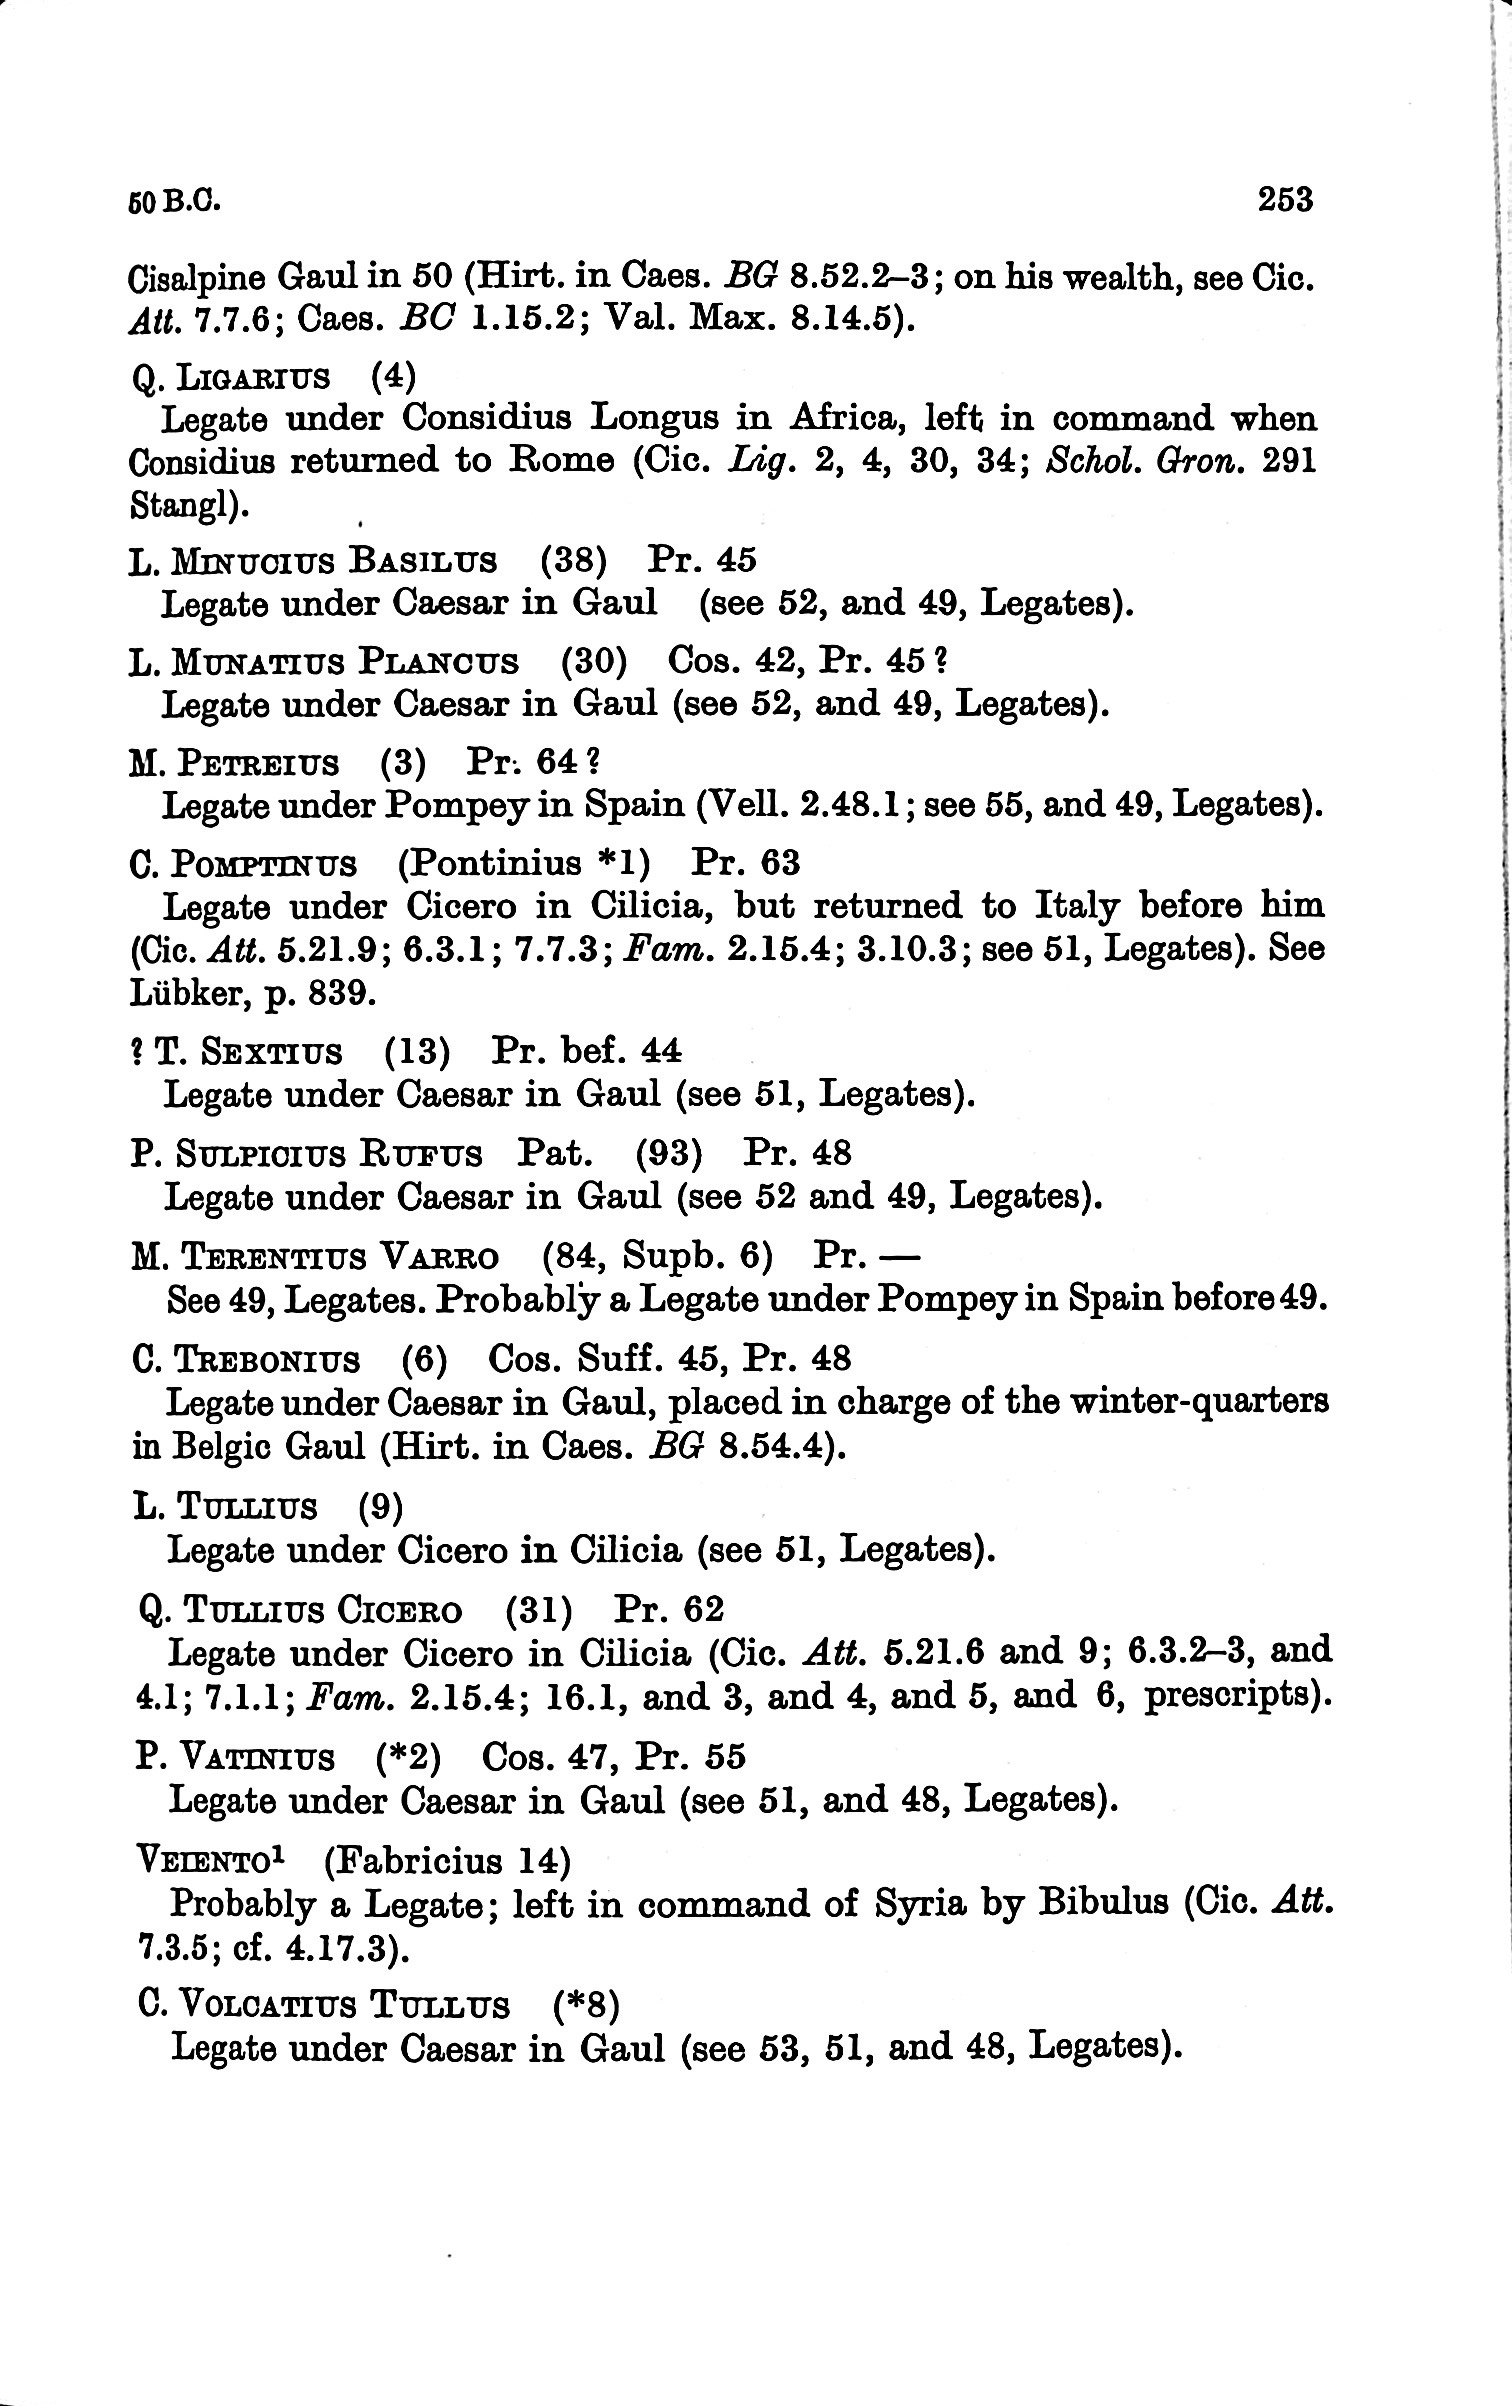 50 B.C. 253
Cisalpine Gaul in 50 (Hirt. in Caes. BG 8.52.2–3; on his wealth, see Cic.
Att. 7.7.6; Caes. BC 1.15.2; Val. Max. 8.14.5).
Q. LIGARIUS (4)
Legate under Considius Longus in Africa, left in command when
Considius returned to Rome (Cic. Lig. 2, 4, 30, 34; Schol. Gron. 291
Stangl).
L. MINUCIUS BASILUS (38) Pr. 45
Legate under Caesar in Gaul (see 52, and 49, Legates).
L. MUNATIUS PLANCUS (30) Cos. 42, Pr. 45?
Legate under Caesar in Gaul (see 52, and 49, Legates).
M. PETREIUS (3) Pr. 64?
Legate under Pompey in Spain (Vell. 2.48.1; see 55, and 49, Legates).
C. POMPTINUS (Pontinius *1) Pr. 63
Legate under Cicero in Cilicia, but returned to Italy before him
(Cic. Att. 5.21.9; 6.3.1; 7.7.3; Fam. 2.15.4; 3.10.3; see 51, Legates). See
Lübker, p. 839.
? T. SEXTIUS (13) Pr. bef. 44
Legate under Caesar in Gaul (see 51, Legates).
P. SULPICIUS RUFUS Pat. (93) Pr. 48
Legate under Caesar in Gaul (see 52 and 49, Legates).
M. TERENTIUS VARRO (84, Supb. 6) Pr. —
See 49, Legates. Probably a Legate under Pompey in Spain before 49.
C. TREBONIUS (6) Cos. Suff. 45, Pr. 48
Legate under Caesar in Gaul, placed in charge of the winter-quarters
in Belgic Gaul (Hirt. in Caes. BG 8.54.4).
L. TULLIUS (9)
Legate under Cicero in Cilicia (see 51, Legates).
Q. TULLIUS CICERO (31) Pr. 62
Legate under Cicero in Cilicia (Cic. Att. 5.21.6 and 9; 6.3.2–3, and
4.1; 7.1.1; Fam. 2.15.4; 16.1, and 3, and 4, and 5, and 6, prescripts).
P. VATINIUS (*2) Cos. 47, Pr. 55
Legate under Caesar in Gaul (see 51, and 48, Legates).
VEIENTO¹ (Fabricius 14)
Probably a Legate; left in command of Syria by Bibulus (Cic. Att.
7.3.5; cf. 4.17.3).
C. VOLCATIUS TULLUS (*8)
Legate under Caesar in Gaul (see 53, 51, and 48, Legates).